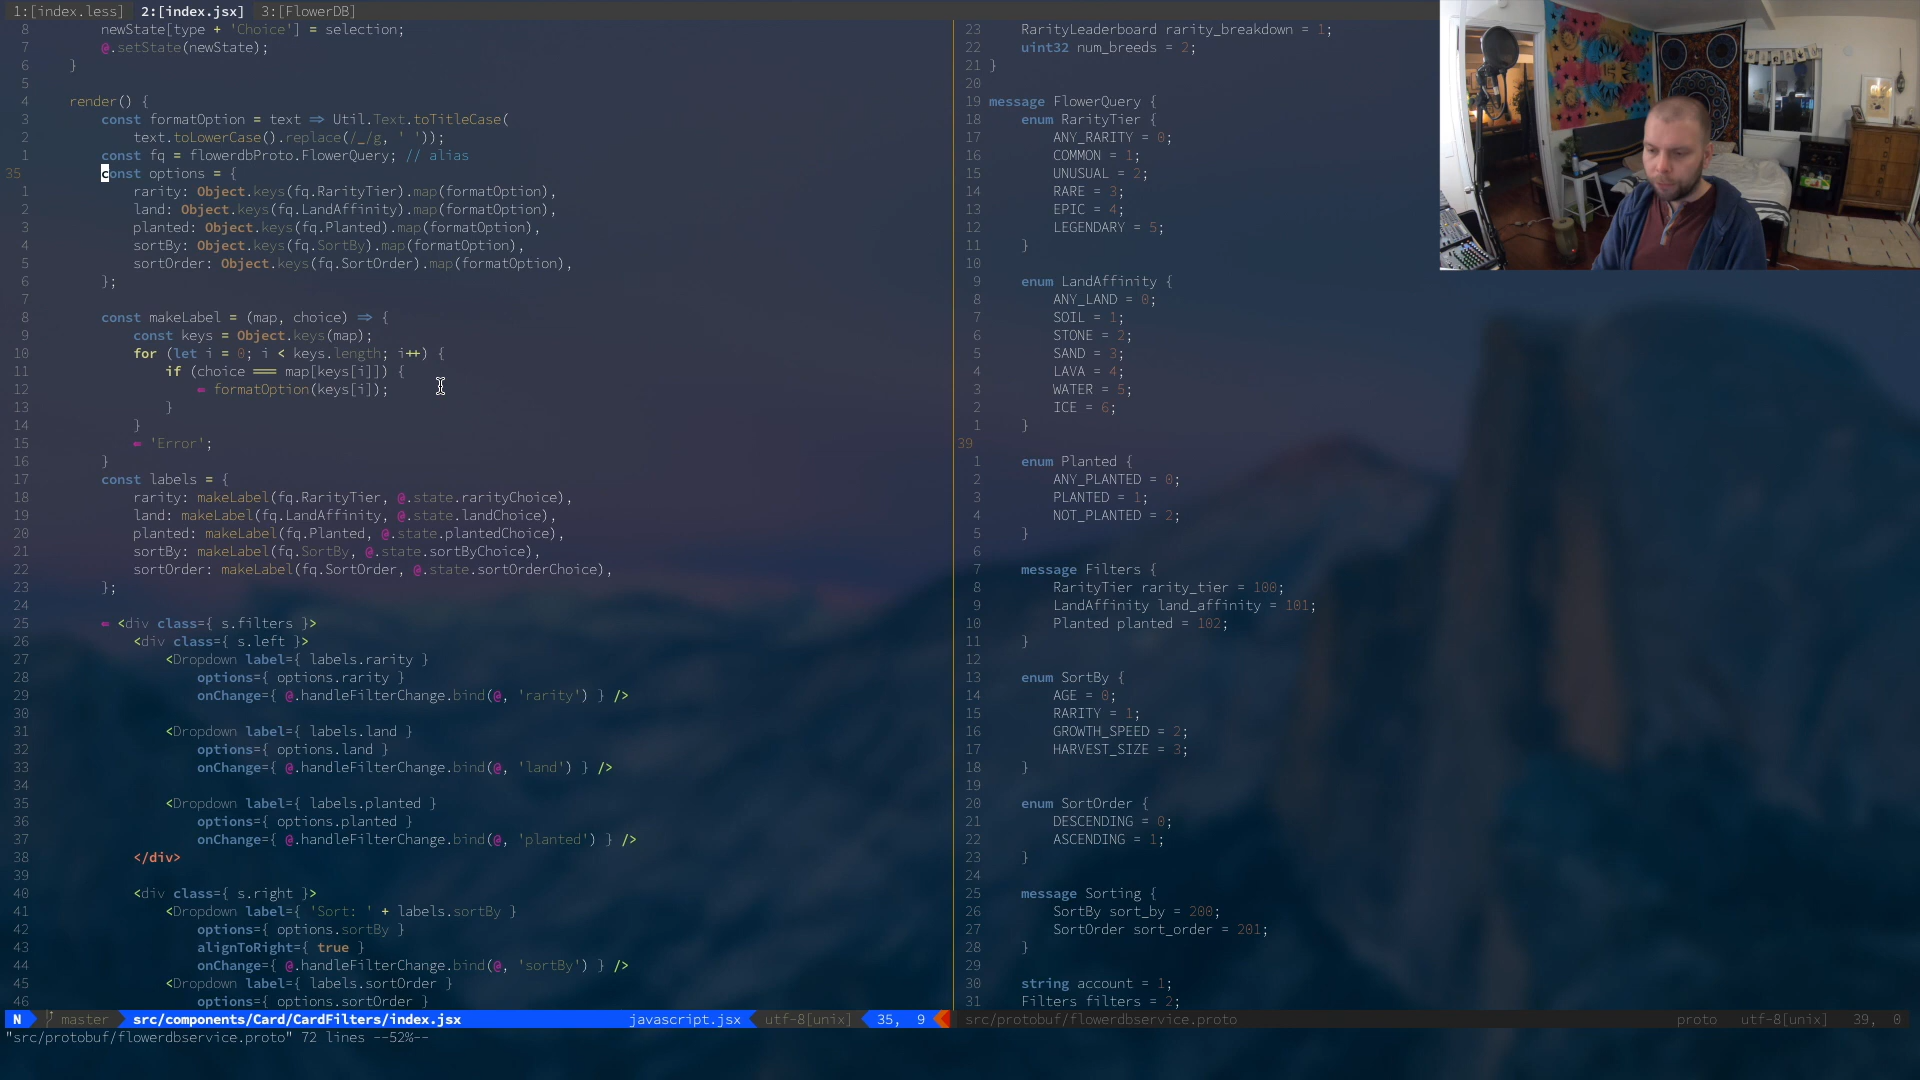 1:[index.less] 2:[index.jsx] 3:[FlowerDB]
8 newState[type + 'Choice'] = selection;
7 @.setState(newState);
6 }
5
4 render() {
3 const formatOption = text ⇒ Util.Text.toTitleCase(
2 text.toLowerCase().replace(/_/g, ' '));
1 const fq = flowerdbProto.FlowerQuery; // alias
35 const options = {
1 rarity: Object.keys(fq.RarityTier).map(formatOption),
2 land: Object.keys(fq.LandAffinity).map(formatOption),
3 planted: Object.keys(fq.Planted).map(formatOption),
4 sortBy: Object.keys(fq.SortBy).map(formatOption),
5 sortOrder: Object.keys(fq.SortOrder).map(formatOption),
6 };
7
8 const makeLabel = (map, choice) ⇒ {
9 const keys = Object.keys(map);
10 for (let i = 0; i < keys.length; i++) {
11 if (choice === map[keys[i]]) {
12 ⇚ formatOption(keys[i]);
13 }
14 }
15 ⇚ 'Error';
16 }
17 const labels = {
18 rarity: makeLabel(fq.RarityTier, @.state.rarityChoice),
19 land: makeLabel(fq.LandAffinity, @.state.landChoice),
20 planted: makeLabel(fq.Planted, @.state.plantedChoice),
21 sortBy: makeLabel(fq.SortBy, @.state.sortByChoice),
22 sortOrder: makeLabel(fq.SortOrder, @.state.sortOrderChoice),
23 };
24
25 ⇚ <div class={ s.filters }>
26 <div class={ s.left }>
27 <Dropdown label={ labels.rarity }
28 options={ options.rarity }
29 onChange={ @.handleFilterChange.bind(@, 'rarity') } />
30
31 <Dropdown label={ labels.land }
32 options={ options.land }
33 onChange={ @.handleFilterChange.bind(@, 'land') } />
34
35 <Dropdown label={ labels.planted }
36 options={ options.planted }
37 onChange={ @.handleFilterChange.bind(@, 'planted') } />
38 </div>
39
40 <div class={ s.right }>
41 <Dropdown label={ 'Sort: ' + labels.sortBy }
42 options={ options.sortBy }
43 alignToRight={ true }
44 onChange={ @.handleFilterChange.bind(@, 'sortBy') } />
45 <Dropdown label={ labels.sortOrder }
46 options={ options.sortOrder }
N master src/components/Card/CardFilters/index.jsx javascript.jsx utf-8[unix] 35, 9
"src/protobuf/flowerdbservice.proto" 72 lines --52%--
23 RarityLeaderboard rarity_breakdown = 1;
22 uint32 num_breeds = 2;
21 }
20
19 message FlowerQuery {
18 enum RarityTier {
17 ANY_RARITY = 0;
16 COMMON = 1;
15 UNUSUAL = 2;
14 RARE = 3;
13 EPIC = 4;
12 LEGENDARY = 5;
11 }
10
9 enum LandAffinity {
8 ANY_LAND = 0;
7 SOIL = 1;
6 STONE = 2;
5 SAND = 3;
4 LAVA = 4;
3 WATER = 5;
2 ICE = 6;
1 }
39
1 enum Planted {
2 ANY_PLANTED = 0;
3 PLANTED = 1;
4 NOT_PLANTED = 2;
5 }
6
7 message Filters {
8 RarityTier rarity_tier = 100;
9 LandAffinity land_affinity = 101;
10 Planted planted = 102;
11 }
12
13 enum SortBy {
14 AGE = 0;
15 RARITY = 1;
16 GROWTH_SPEED = 2;
17 HARVEST_SIZE = 3;
18 }
19
20 enum SortOrder {
21 DESCENDING = 0;
22 ASCENDING = 1;
23 }
24
25 message Sorting {
26 SortBy sort_by = 200;
27 SortOrder sort_order = 201;
28 }
29
30 string account = 1;
31 Filters filters = 2;
src/protobuf/flowerdbservice.proto proto utf-8[unix] 39, 0